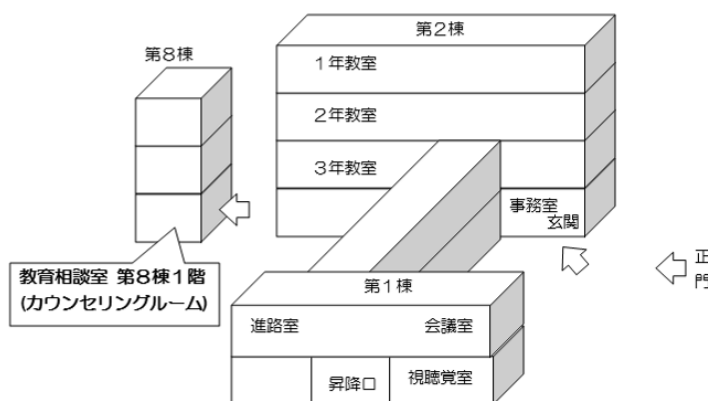 第2棟
第8棟
1年教室
2年教室
3年教室
事務室
玄関
正
門
教育相談室 第8棟1階
(カウンセリングルーム)
第1棟
進路室
会議室
昇降口
視聴覚室